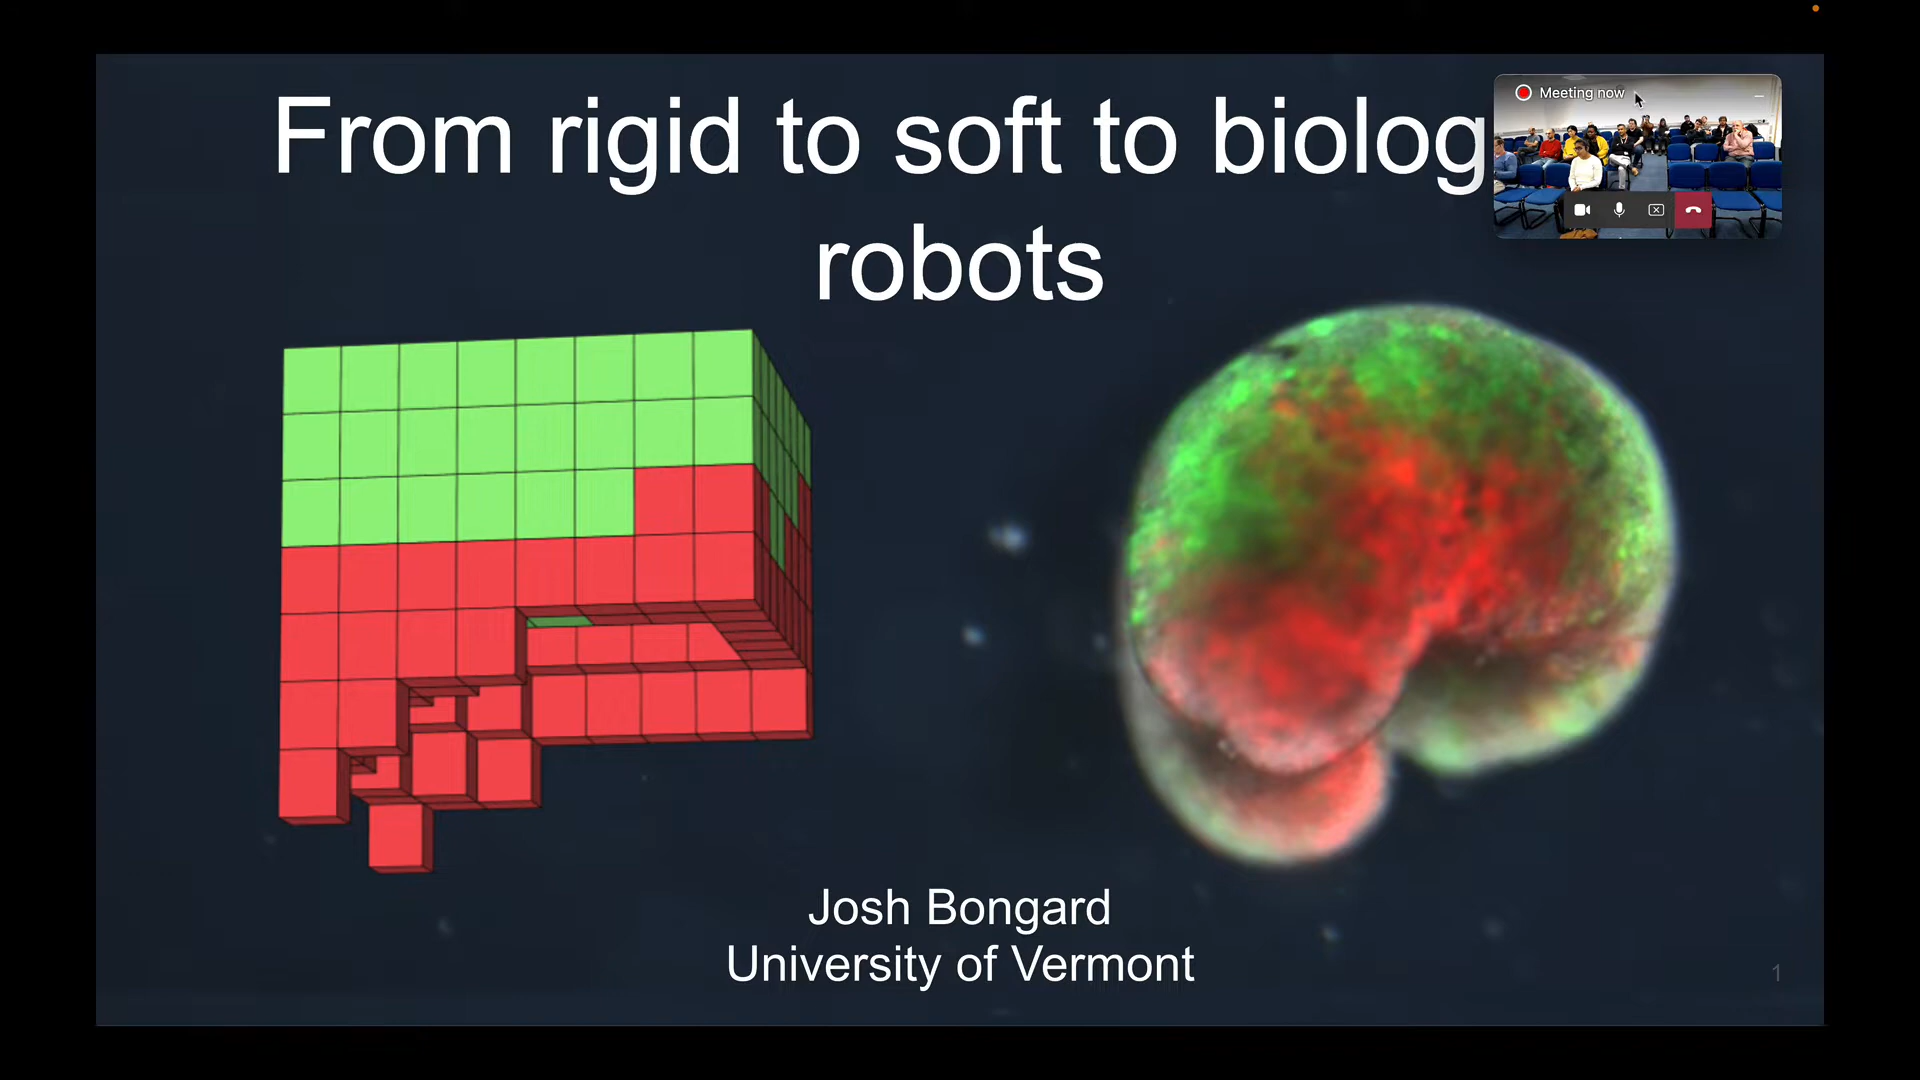 From rigid to soft to biolog
robots
Meeting now
Josh Bongard
University of Vermont
1